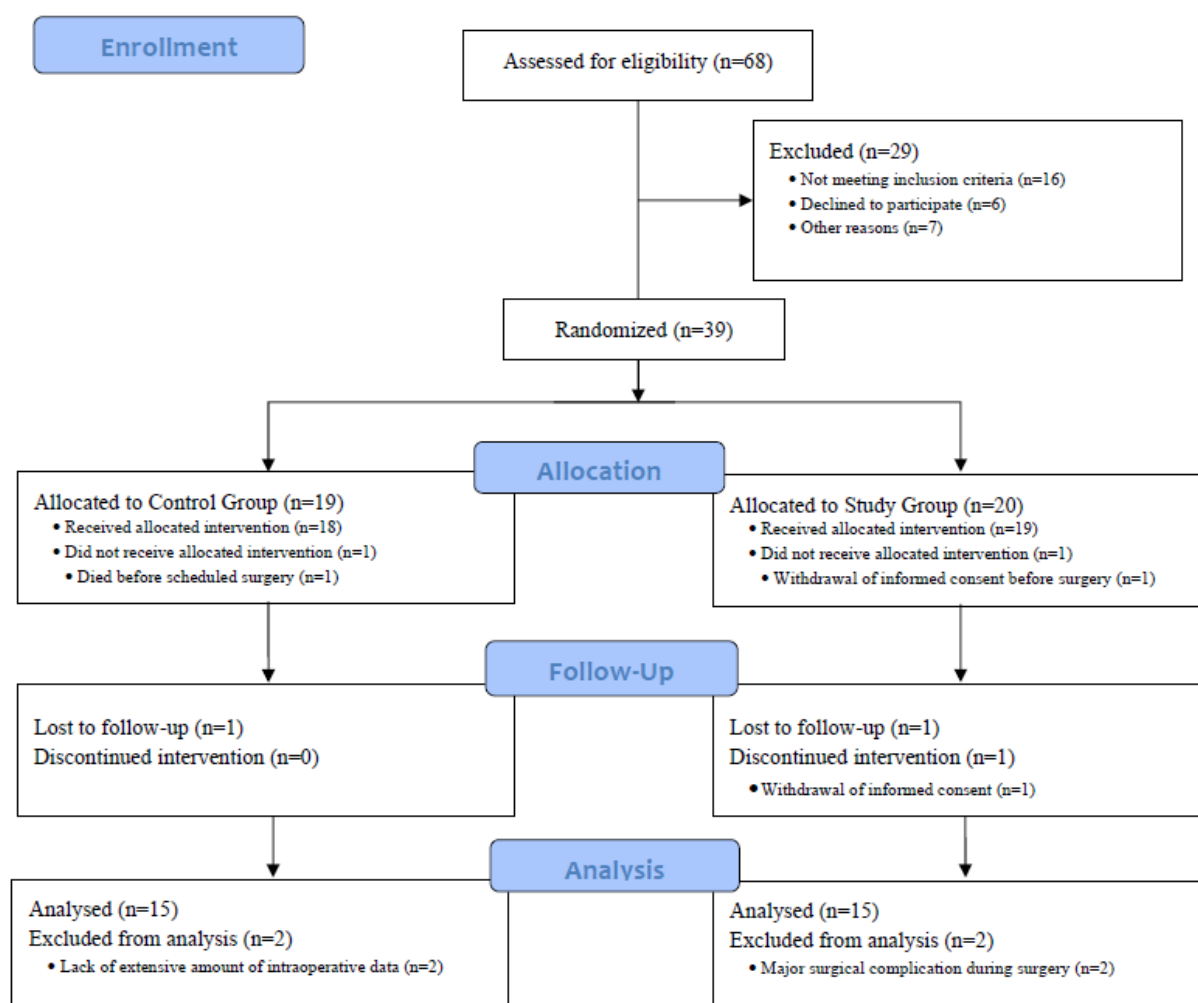 Enrollment
Assessed for eligibility (n=68)
Excluded (n=29)
• Not meeting inclusion criteria (n=16)
• Declined to participate (n=6)
• Other reasons (n=7)
Randomized (n=39)
Allocation
Allocated to Control Group (n=19)
• Received allocated intervention (n=18)
• Did not receive allocated intervention (n=1)
• Died before scheduled surgery (n=1)
Allocated to Study Group (n=20)
• Received allocated intervention (n=19)
• Did not receive allocated intervention (n=1)
• Withdrawal of informed consent before surgery (n=1)
Follow-Up
Lost to follow-up (n=1)
Discontinued intervention (n=0)
Lost to follow-up (n=1)
Discontinued intervention (n=1)
• Withdrawal of informed consent (n=1)
Analysis
Analysed (n=15)
Excluded from analysis (n=2)
• Lack of extensive amount of intraoperative data (n=2)
Analysed (n=15)
Excluded from analysis (n=2)
• Major surgical complication during surgery (n=2)